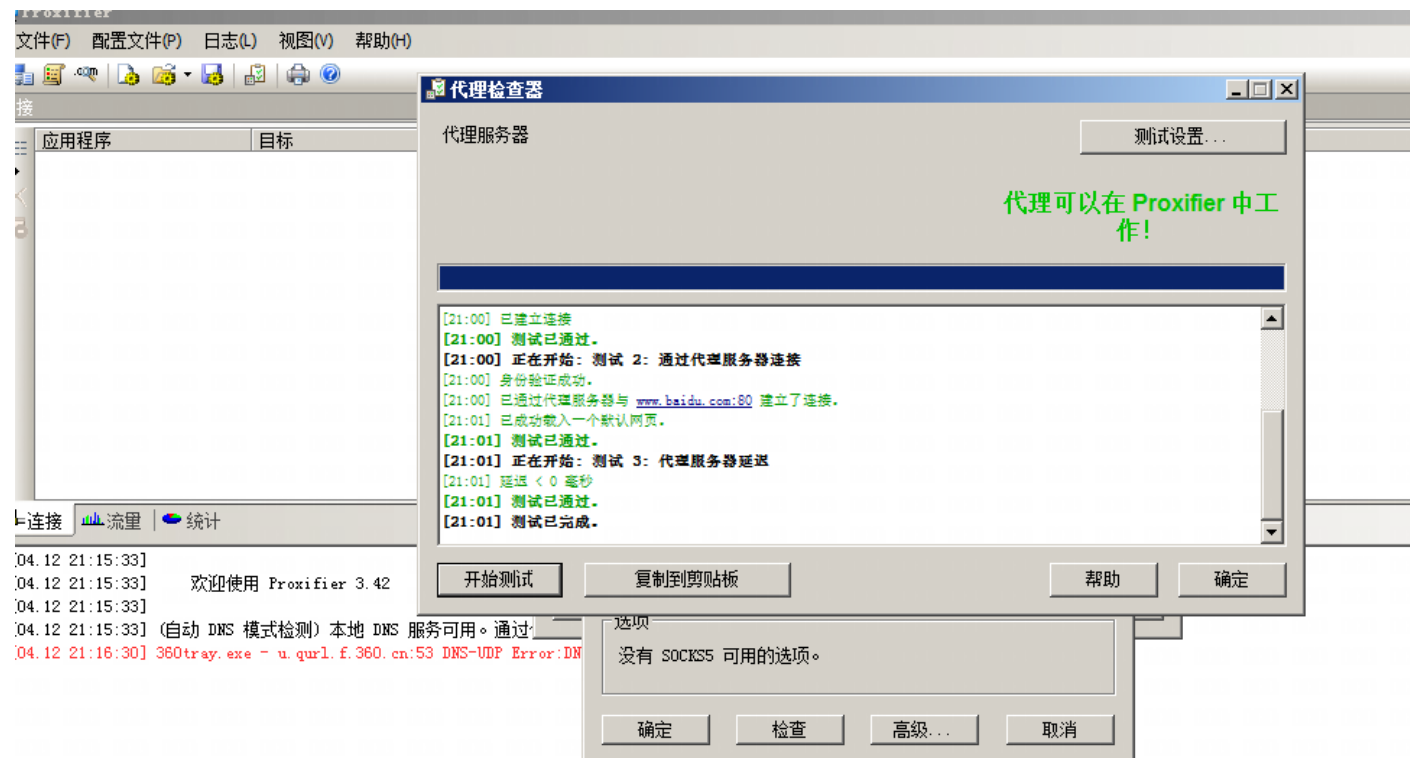 Proxifier
文件(F) 配置文件(P) 日志(L) 视图(V) 帮助(H)
接
应用程序 目标
代理检查器
代理服务器
测试设置...
代理可以在 Proxifier 中工
作!
[21:00] 已建立连接
[21:00] 测试已通过.
[21:00] 正在开始: 测试 2: 通过代理服务器连接
[21:00] 身份验证成功.
[21:00] 已通过代理服务器与 www.baidu.com:80 建立了连接.
[21:01] 已成功载入一个默认网页.
[21:01] 测试已通过.
[21:01] 正在开始: 测试 3: 代理服务器延迟
[21:01] 延迟 < 0 毫秒
[21:01] 测试已通过.
[21:01] 测试已完成.
开始测试 复制到剪贴板 帮助 确定
连接 流量 统计
[04.12 21:15:33]
[04.12 21:15:33] 欢迎使用 Proxifier 3.42
[04.12 21:15:33]
[04.12 21:15:33] (自动 DNS 模式检测) 本地 DNS 服务可用。通过
[04.12 21:16:30] 360tray.exe - u.qurl.f.360.cn:53 DNS-UDP Error:DN
选项
没有 SOCKS5 可用的选项。
确定 检查 高级... 取消